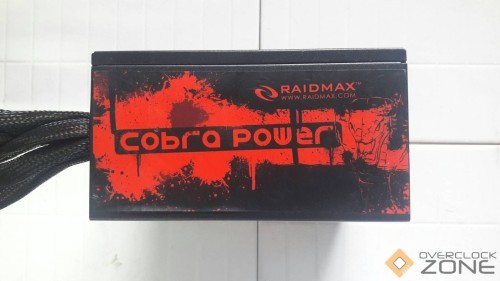 RAIDMAX™
WWW.RAIDMAX.COM
Cobra Power
OVERCLOCK
ZONE